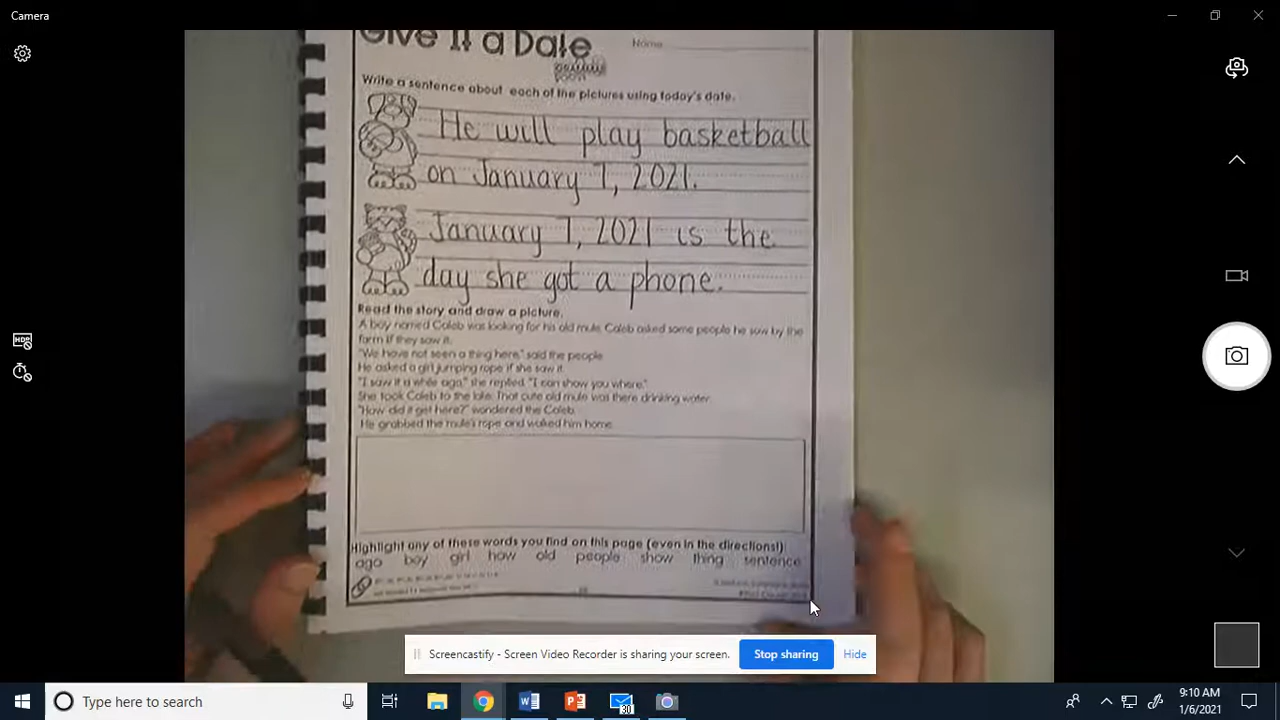 Camera
Give It a Date
Name
Write a sentence about each of the pictures using today's date.
He will play basketball
on January 7, 2021.
January 7, 2021 is the
day she got a phone.
Read the story and draw a picture.
A boy named Caleb was looking for his old mule. Caleb asked some people he saw by the
farm if they saw it.
"We have not seen a thing here," said the people.
He asked a girl jumping rope if she saw it.
"I saw it a while ago," she replied. "I can show you where."
She took Caleb to the lake. That cute old mule was there drinking water.
"How did it get here?" wondered the Caleb.
He grabbed the mule's rope and walked him home.
Highlight any of these words you find on this page (even in the directions!):
ago boy girl how old people show thing sentence
Screencastify - Screen Video Recorder is sharing your screen.
Stop sharing
Hide
Type here to search
30
9:10 AM
1/6/2021